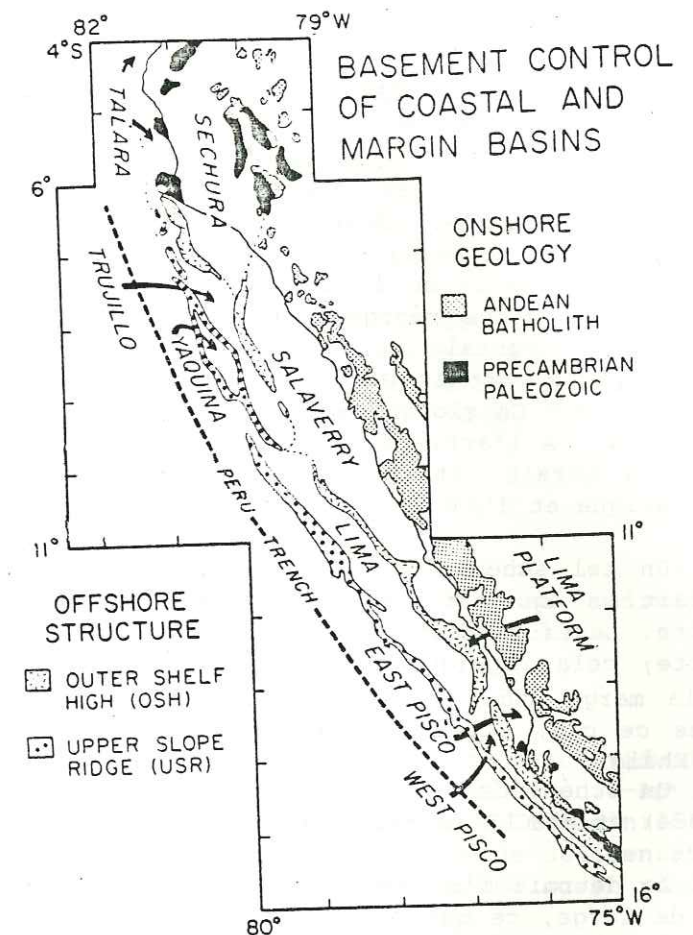 82°
79°W
4°S
BASEMENT CONTROL
OF COASTAL AND
MARGIN BASINS
TALARA
SECHURA
6°
ONSHORE
GEOLOGY
ANDEAN
BATHOLITH
PRECAMBRIAN
PALEOZOIC
TRUJILLO
YAQUINA
SALAVERRY
PERU TRENCH
LIMA
11°
11°
LIMA
PLATFORM
OFFSHORE
STRUCTURE
OUTER SHELF
HIGH (OSH)
UPPER SLOPE
RIDGE (USR)
EAST PISCO
WEST PISCO
16°
80°
75°W